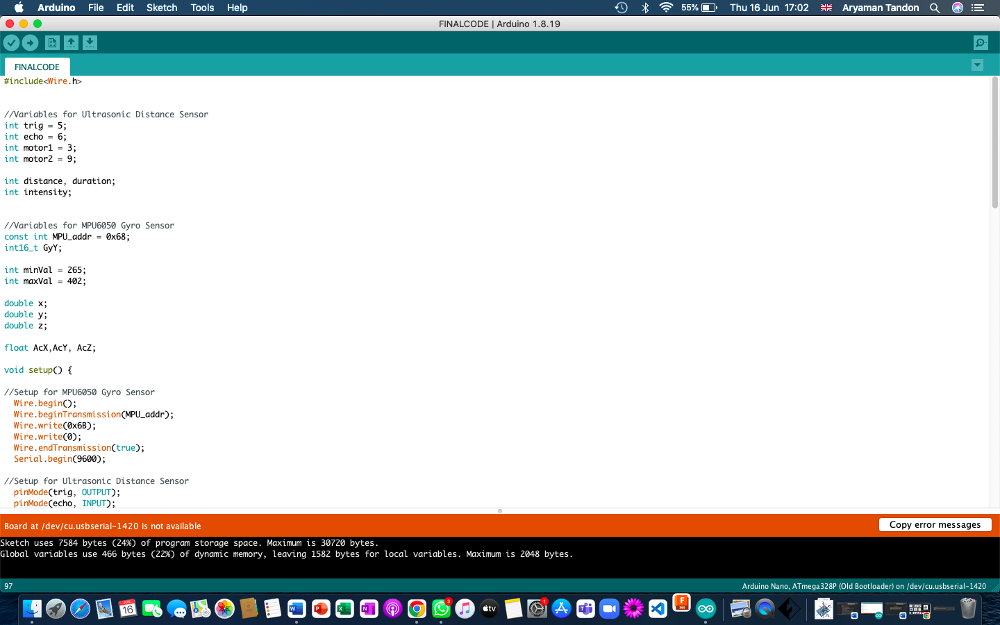 Arduino File Edit Sketch Tools Help 55% Thu 16 Jun 17:02 Aryaman Tandon
FINALCODE | Arduino 1.8.19
FINALCODE
#include<Wire.h>
//Variables for Ultrasonic Distance Sensor
int trig = 5;
int echo = 6;
int motor1 = 3;
int motor2 = 9;
int distance, duration;
int intensity;
//Variables for MPU6050 Gyro Sensor
const int MPU_addr = 0x68;
int16_t GyY;
int minVal = 265;
int maxVal = 402;
double x;
double y;
double z;
float AcX,AcY, AcZ;
void setup() {
//Setup for MPU6050 Gyro Sensor
Wire.begin();
Wire.beginTransmission(MPU_addr);
Wire.write(0x6B);
Wire.write(0);
Wire.endTransmission(true);
Serial.begin(9600);
//Setup for Ultrasonic Distance Sensor
pinMode(trig, OUTPUT);
pinMode(echo, INPUT);
Board at /dev/cu.usbserial-1420 is not available
Copy error messages
Sketch uses 7584 bytes (24%) of program storage space. Maximum is 30720 bytes.
Global variables use 466 bytes (22%) of dynamic memory, leaving 1582 bytes for local variables. Maximum is 2048 bytes.
97
Arduino Nano, ATmega328P (Old Bootloader) on /dev/cu.usbserial-1420
JUN
16
W
P
X
N
3
tv
1
T
F
360